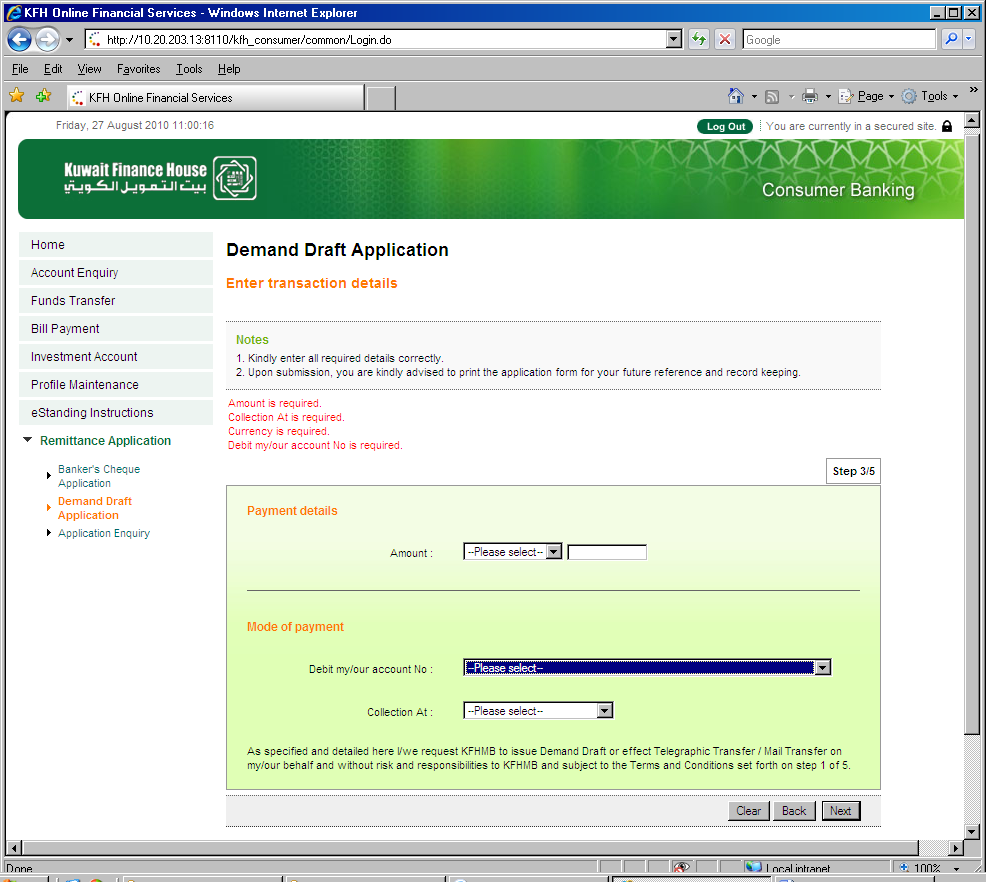 KFH Online Financial Services - Windows Internet Explorer
http://10.20.203.13:8110/kfh_consumer/common/Login.do
Google
File Edit View Favorites Tools Help
KFH Online Financial Services
Page Tools
Friday, 27 August 2010 11:00:16
Log Out
You are currently in a secured site.
Kuwait Finance House
بيت التمويل الكويتي
Consumer Banking
Home
Account Enquiry
Funds Transfer
Bill Payment
Investment Account
Profile Maintenance
eStanding Instructions
Remittance Application
Banker's Cheque
Application
Demand Draft
Application
Application Enquiry
Demand Draft Application
Enter transaction details
Notes
1. Kindly enter all required details correctly.
2. Upon submission, you are kindly advised to print the application form for your future reference and record keeping.
Amount is required.
Collection At is required.
Currency is required.
Debit my/our account No is required.
Step 3/5
Payment details
Amount : --Please select--
Mode of payment
Debit my/our account No : --Please select--
Collection At : --Please select--
As specified and detailed here I/we request KFHMB to issue Demand Draft or effect Telegraphic Transfer / Mail Transfer on
my/our behalf and without risk and responsibilities to KFHMB and subject to the Terms and Conditions set forth on step 1 of 5.
Clear Back Next
Done
Local intranet
100%